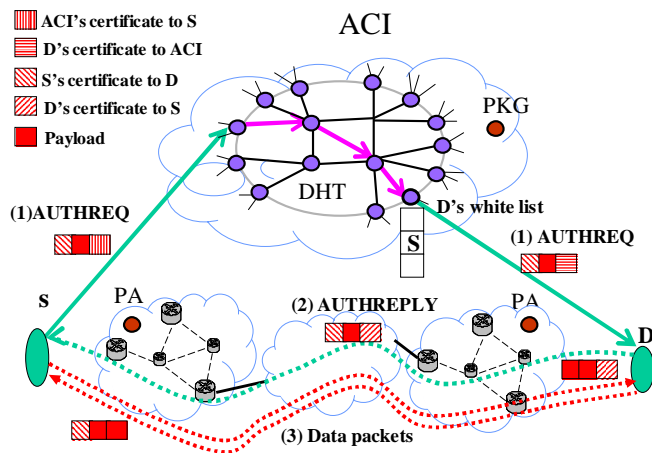 ACI's certificate to S
D's certificate to ACI
S's certificate to D
D's certificate to S
Payload
ACI
PKG
DHT
D's white list
S
(1)AUTHREQ
(1) AUTHREQ
S
PA
(2) AUTHREPLY
PA
D
(3) Data packets